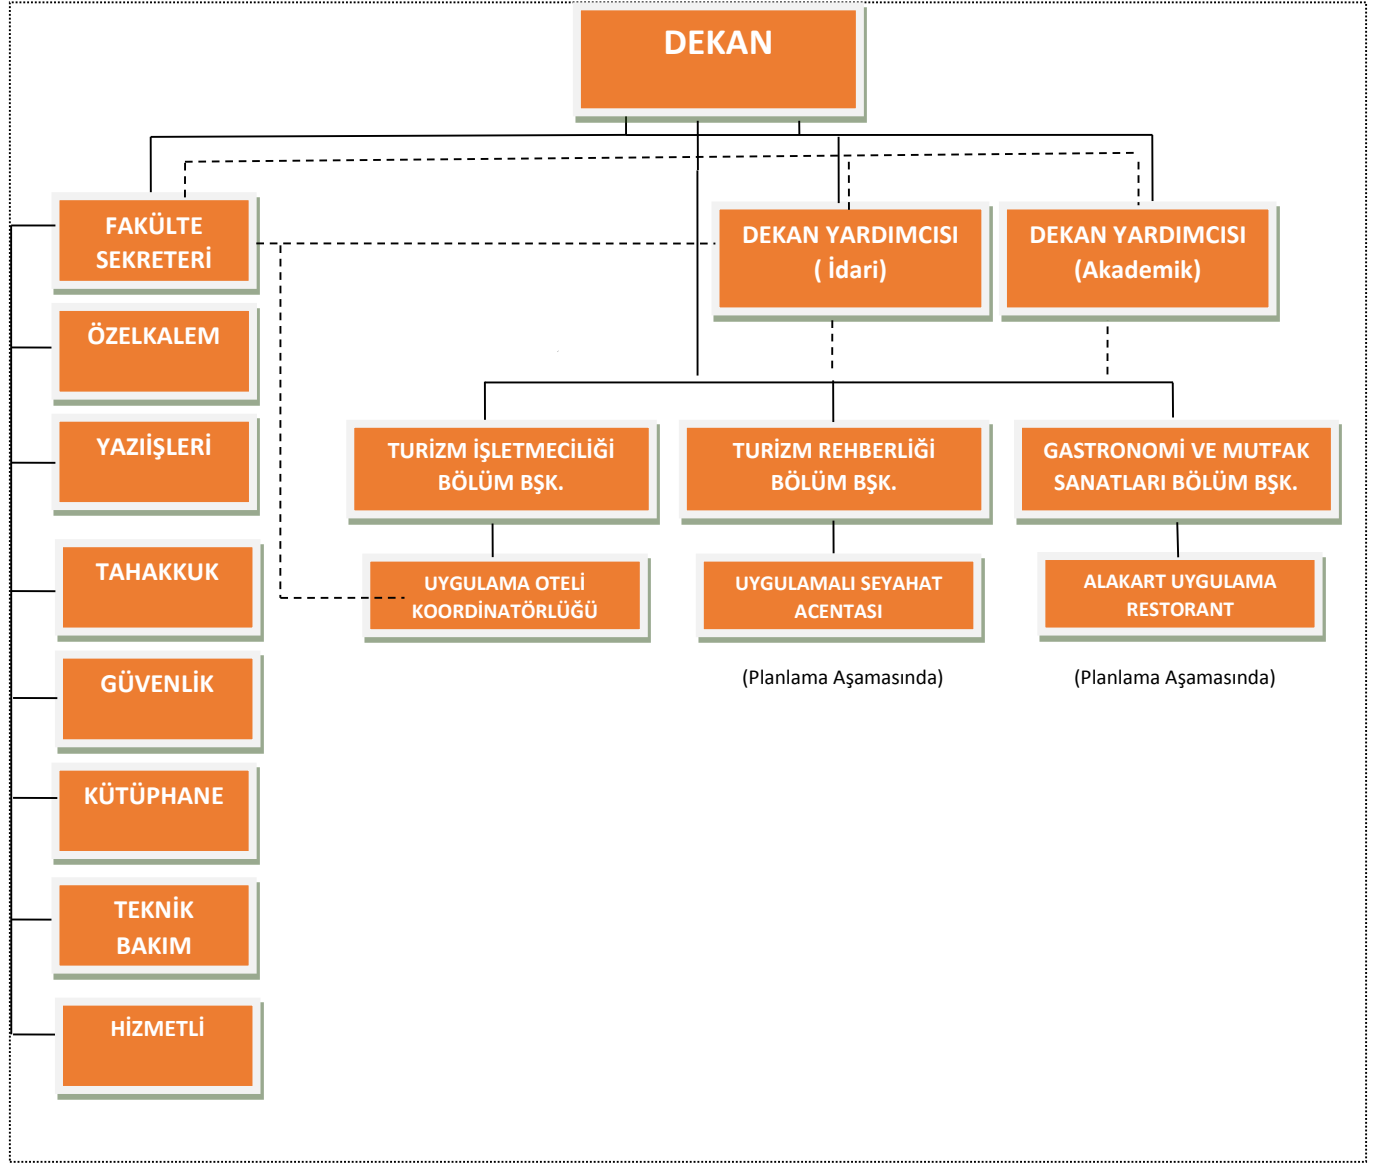 DEKAN
FAKÜLTE
SEKRETERİ
DEKAN YARDIMCISI
( İdari)
DEKAN YARDIMCISI
(Akademik)
ÖZELKALEM
YAZIİŞLERİ
TURİZM İŞLETMECİLİĞİ
BÖLÜM BŞK.
TURİZM REHBERLİĞİ
BÖLÜM BŞK.
GASTRONOMİ VE MUTFAK
SANATLARI BÖLÜM BŞK.
TAHAKKUK
UYGULAMA OTELİ
KOORDİNATÖRLÜĞÜ
UYGULAMALI SEYAHAT
ACENTASI
ALAKART UYGULAMA
RESTORANT
GÜVENLİK
(Planlama Aşamasında)
(Planlama Aşamasında)
KÜTÜPHANE
TEKNİK
BAKIM
HİZMETLİ